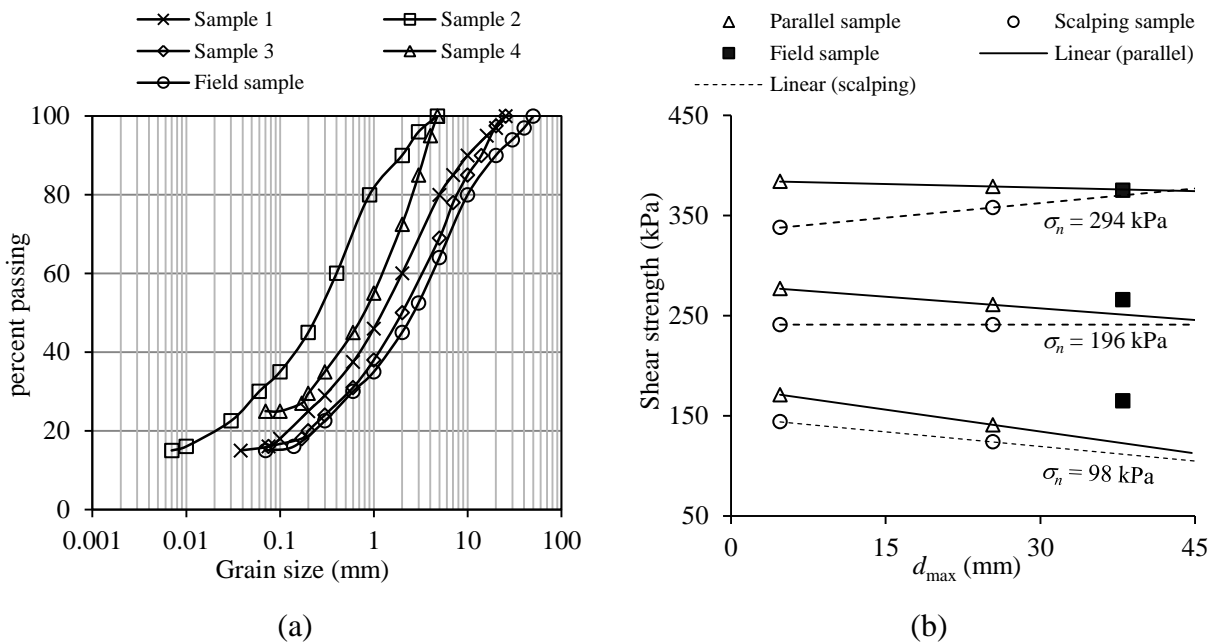 Sample 1
Sample 2
Sample 3
Sample 4
Field sample
percent passing
100
80
60
40
20
0
0.001
0.01
0.1
1
10
100
Grain size (mm)
(a)
Parallel sample
Scalping sample
Field sample
Linear (parallel)
Linear (scalping)
Shear strength (kPa)
450
350
250
150
50
σn = 294 kPa
σn = 196 kPa
σn = 98 kPa
0
15
30
45
dmax (mm)
(b)